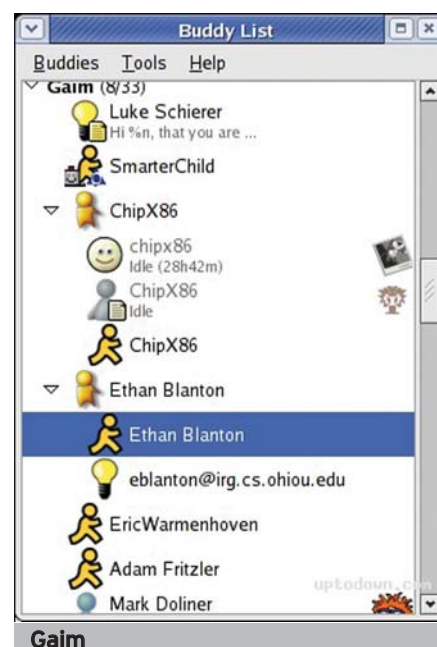 Buddy List
Buddies Tools Help
Gaim (8/33)
Luke Schierer
Hi %n, that you are ...
SmarterChild
ChipX86
chipx86
Idle (28h42m)
ChipX86
Idle
ChipX86
Ethan Blanton
Ethan Blanton
eblanton@irg.cs.ohiou.edu
EricWarmenhoven
Adam Fritzler
uptodown.com
Mark Doliner
Gaim